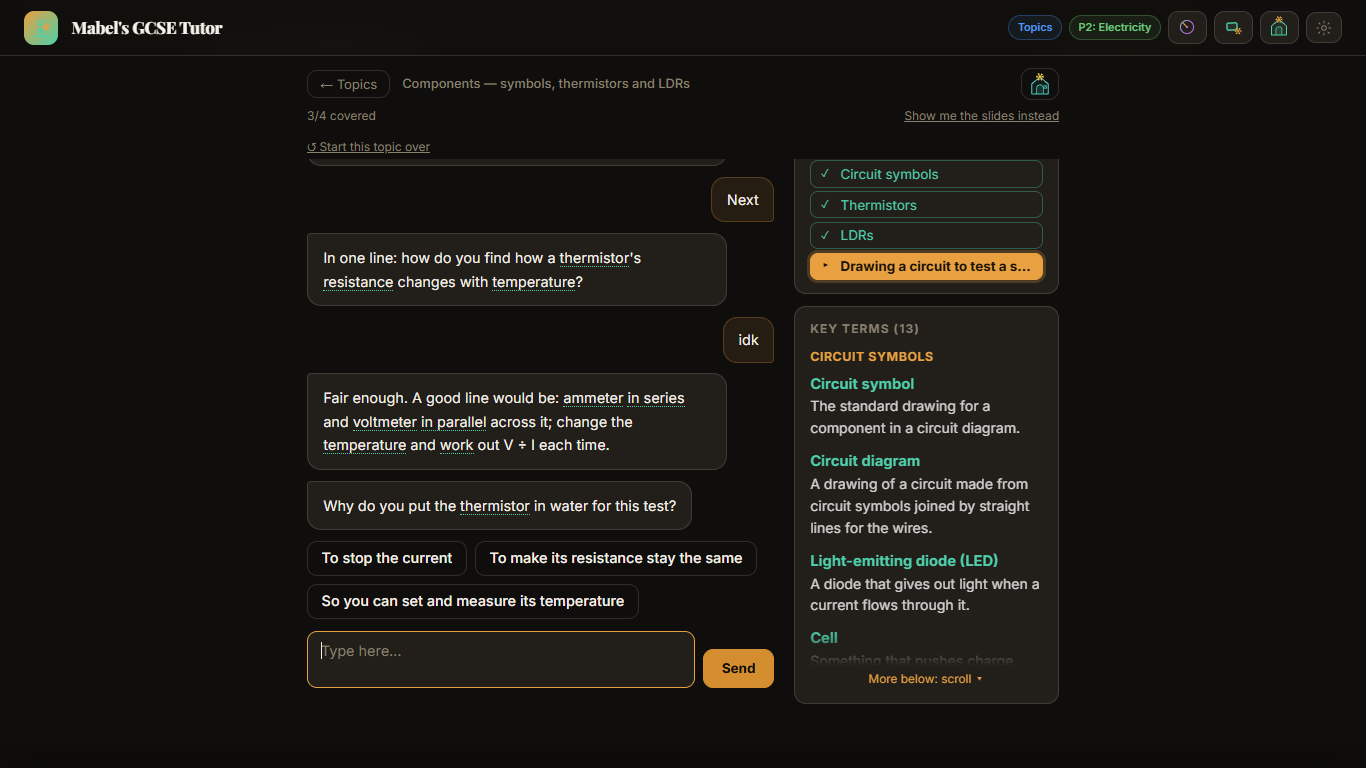 Mabel's GCSE Tutor
Topics
P2: Electricity
← Topics
Components — symbols, thermistors and LDRs
3/4 covered
Show me the slides instead
↺ Start this topic over
Next
In one line: how do you find how a thermistor's
resistance changes with temperature?
idk
Fair enough. A good line would be: ammeter in series
and voltmeter in parallel across it; change the
temperature and work out V ÷ I each time.
Why do you put the thermistor in water for this test?
To stop the current
To make its resistance stay the same
So you can set and measure its temperature
Type here...
Send
✓ Circuit symbols
✓ Thermistors
✓ LDRs
Drawing a circuit to test a s...
KEY TERMS (13)
CIRCUIT SYMBOLS
Circuit symbol
The standard drawing for a
component in a circuit diagram.
Circuit diagram
A drawing of a circuit made from
circuit symbols joined by straight
lines for the wires.
Light-emitting diode (LED)
A diode that gives out light when a
current flows through it.
Cell
Something that pushes charge
More below: scroll